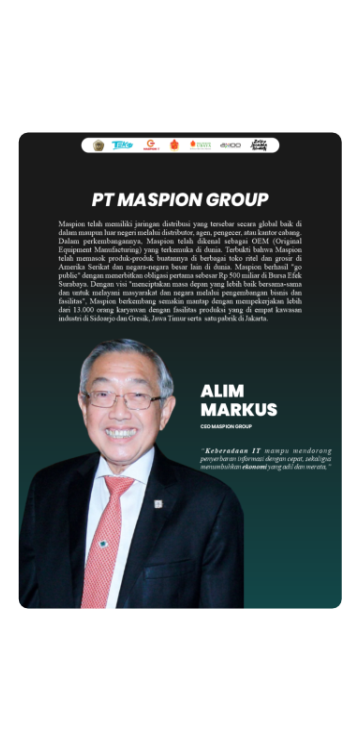 PT MASPION GROUP
Maspion telah memiliki jaringan distribusi yang tersebar secara global baik di
dalam maupun luar negeri melalui distributor, agen, pengecer, atau kantor cabang.
Dalam perkembangannya, Maspion telah dikenal sebagai OEM (Original
Equipment Manufacturing) yang terkemuka di dunia. Terbukti bahwa Maspion
telah memasok produk-produk buatannya di berbagai toko ritel dan grosir di
Amerika Serikat dan negara-negara besar lain di dunia. Maspion berhasil "go
public" dengan menerbitkan obligasi pertama sebesar Rp 500 miliar di Bursa Efek
Surabaya. Dengan visi "menciptakan masa depan yang lebih baik bersama-sama
dan untuk melayani masyarakat dan negara melalui pengembangan bisnis dan
fasilitas", Maspion berkembang semakin mantap dengan mempekerjakan lebih
dari 13.000 orang karyawan dengan fasilitas produksi yang di empat kawasan
industri di Sidoarjo dan Gresik, Jawa Timur serta satu pabrik di Jakarta.
ALIM
MARKUS
CEO MASPION GROUP
"Keberadaan IT mampu mendorong
penyebaran informasi dengan cepat, sekaligus
menumbuhkan ekonomi yang adil dan merata."